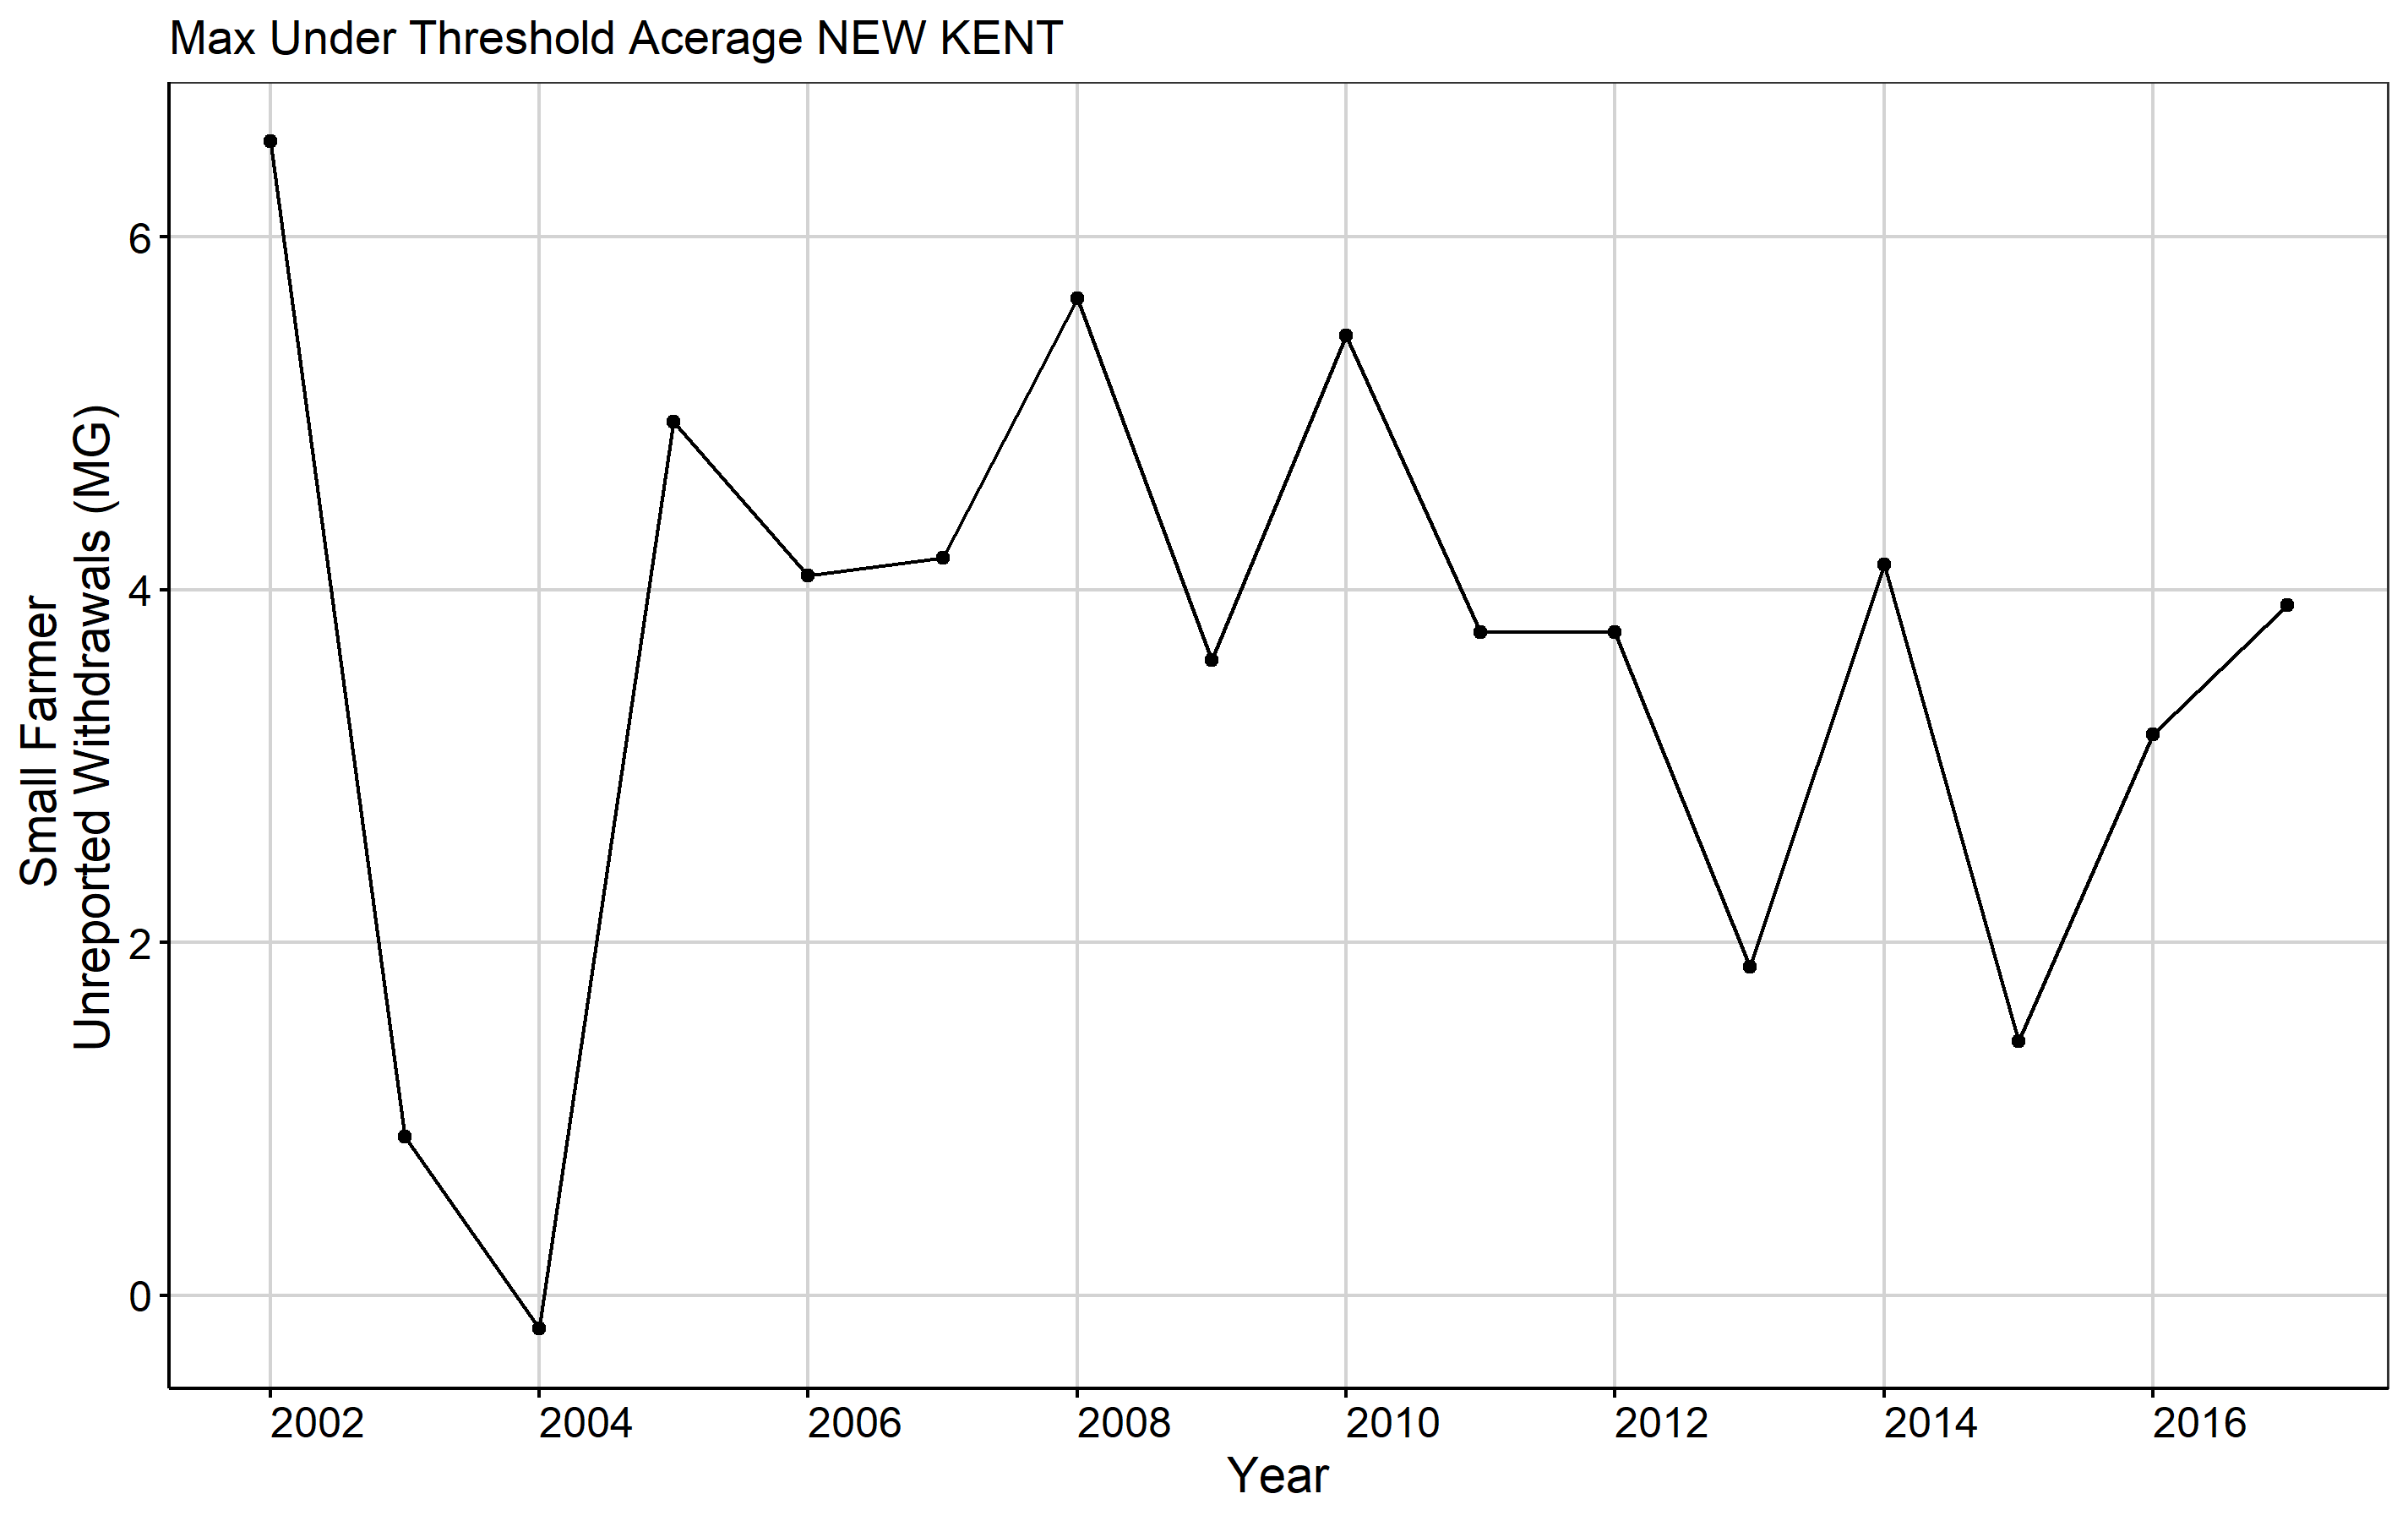 Max Under Threshold Acerage NEW KENT
Small Farmer
Unreported Withdrawals (MG)
6
4
2
0
2002 2004 2006 2008 2010 2012 2014 2016
Year